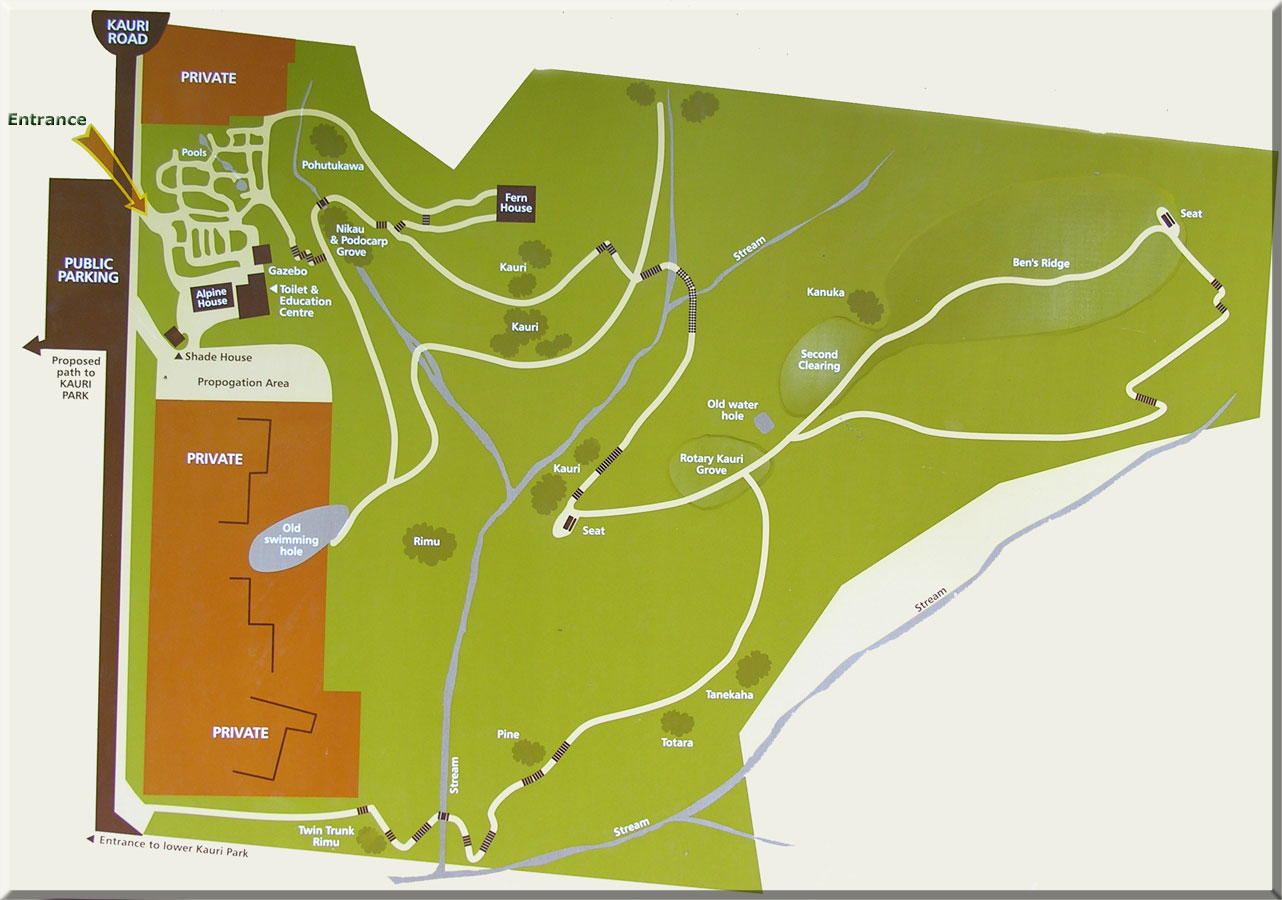 KAURI
ROAD
PRIVATE
Entrance
Pools
Pohutukawa
Fern
House
Nikau
& Podocarp
Grove
Seat
Stream
Ben's Ridge
PUBLIC
PARKING
Gazebo
Kauri
Toilet &
Education
Centre
Alpine
House
Kanuka
Kauri
Shade House
Second
Clearing
Proposed
path to
KAURI
PARK
Propogation Area
Old water
hole
PRIVATE
Rotary Kauri
Grove
Kauri
Old
swimming
hole
Seat
Rimu
Stream
Tanekaha
PRIVATE
Pine
Totara
Stream
Twin Trunk
Rimu
Stream
Entrance to lower Kauri Park